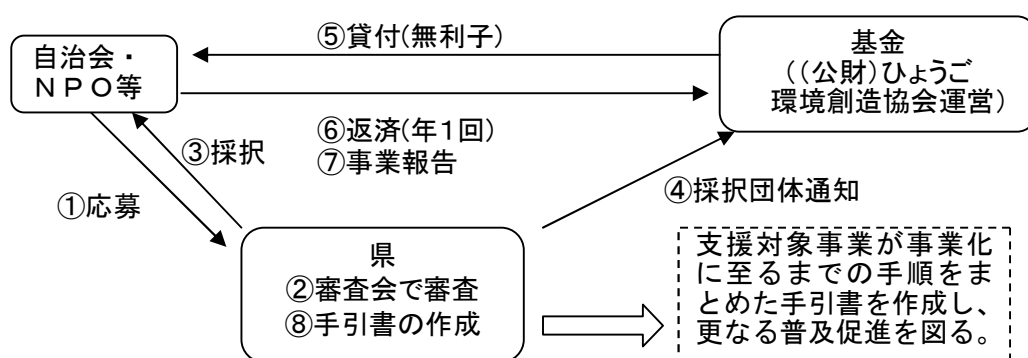 ⑤貸付(無利子)
自治会・
ＮＰＯ等
基金
((公財)ひょうご
環境創造協会運営)
⑥返済(年１回)
⑦事業報告
③採択
①応募
④採択団体通知
県
②審査会で審査
⑧手引書の作成
支援対象事業が事業化
に至るまでの手順をま
とめた手引書を作成し、
更なる普及促進を図る。